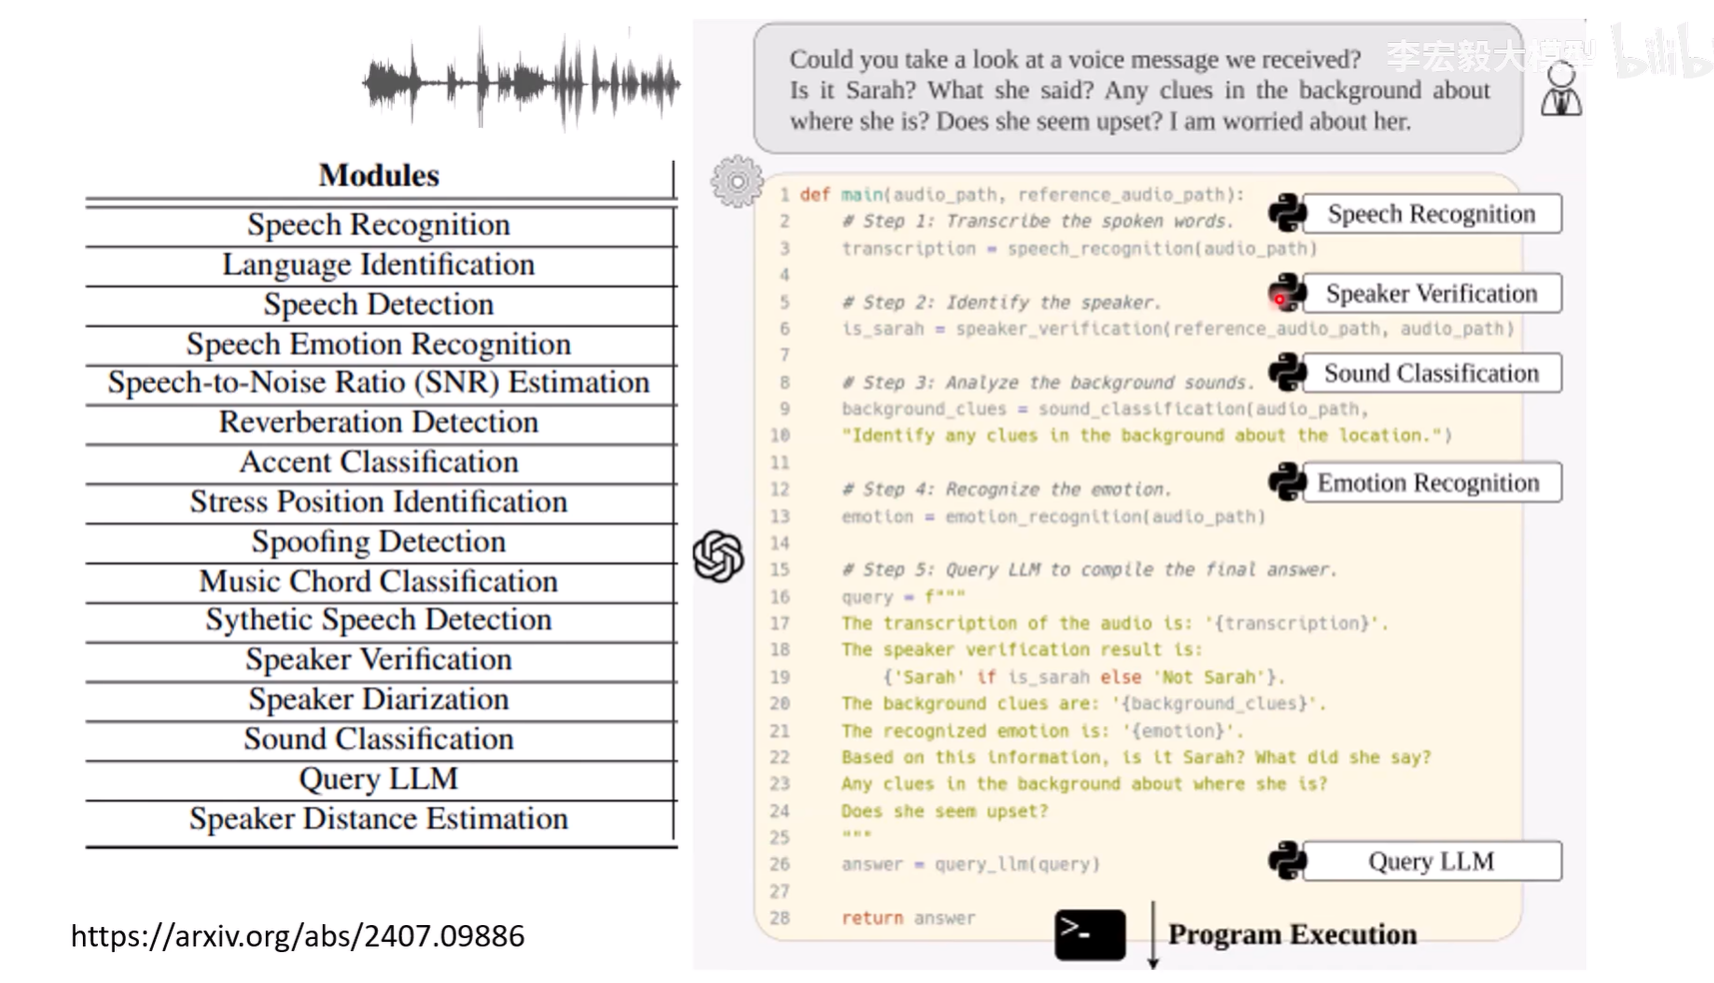 李宏毅大模型
bilibili
Could you take a look at a voice message we received?
Is it Sarah? What she said? Any clues in the background about
where she is? Does she seem upset? I am worried about her.
Modules
Speech Recognition
Language Identification
Speech Detection
Speech Emotion Recognition
Speech-to-Noise Ratio (SNR) Estimation
Reverberation Detection
Accent Classification
Stress Position Identification
Spoofing Detection
Music Chord Classification
Sythetic Speech Detection
Speaker Verification
Speaker Diarization
Sound Classification
Query LLM
Speaker Distance Estimation
https://arxiv.org/abs/2407.09886
1 def main(audio_path, reference_audio_path):
2 # Step 1: Transcribe the spoken words.
3 transcription = speech_recognition(audio_path)
4
5 # Step 2: Identify the speaker.
6 is_sarah = speaker_verification(reference_audio_path, audio_path)
7
8 # Step 3: Analyze the background sounds.
9 background_clues = sound_classification(audio_path,
10 "Identify any clues in the background about the location.")
11
12 # Step 4: Recognize the emotion.
13 emotion = emotion_recognition(audio_path)
14
15 # Step 5: Query LLM to compile the final answer.
16 query = f"""
17 The transcription of the audio is: '{transcription}'.
18 The speaker verification result is:
19 {'Sarah' if is_sarah else 'Not Sarah'}.
20 The background clues are: '{background_clues}'.
21 The recognized emotion is: '{emotion}'.
22 Based on this information, is it Sarah? What did she say?
23 Any clues in the background about where she is?
24 Does she seem upset?
25 """
26 answer = query_llm(query)
27
28 return answer
Speech Recognition
Speaker Verification
Sound Classification
Emotion Recognition
Query LLM
>-
Program Execution